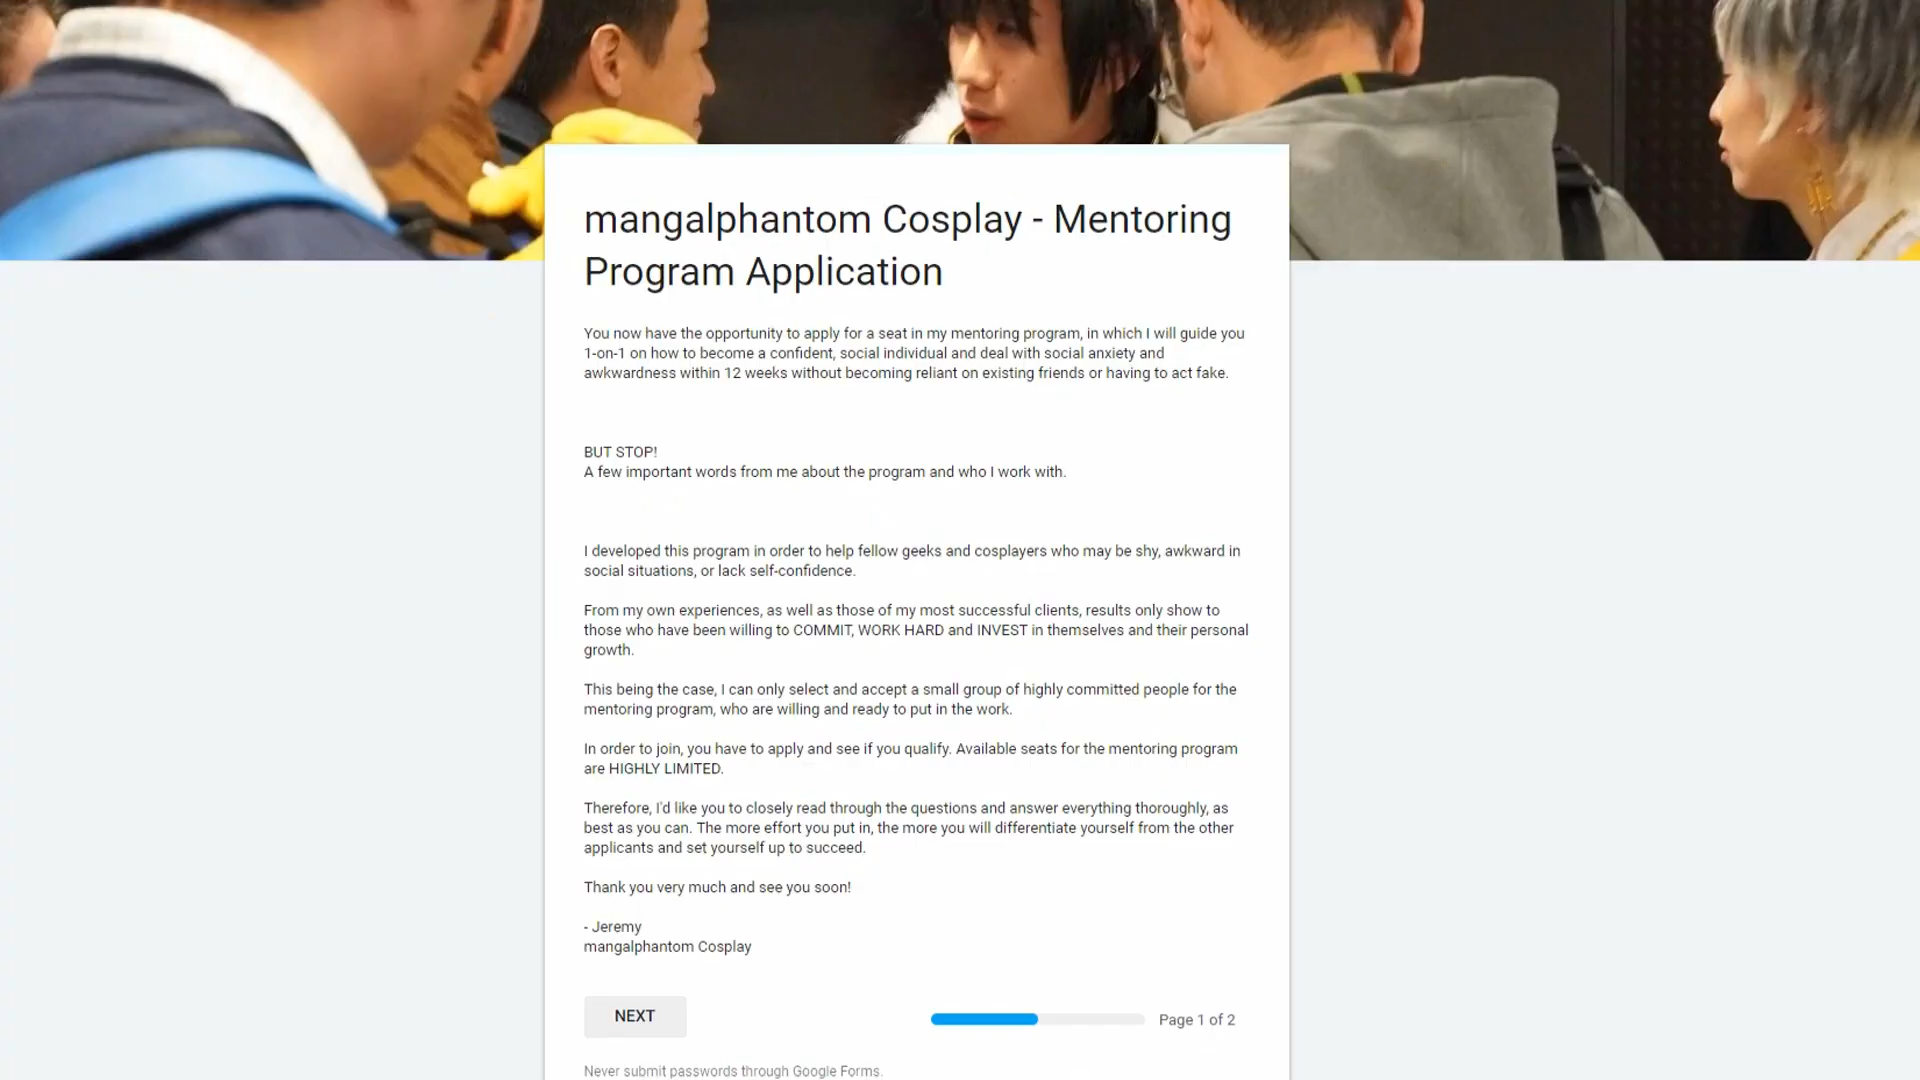 mangalphantom Cosplay - Mentoring
Program Application
You now have the opportunity to apply for a seat in my mentoring program, in which I will guide you
1-on-1 on how to become a confident, social individual and deal with social anxiety and
awkwardness within 12 weeks without becoming reliant on existing friends or having to act fake.
BUT STOP!
A few important words from me about the program and who I work with.
I developed this program in order to help fellow geeks and cosplayers who may be shy, awkward in
social situations, or lack self-confidence.
From my own experiences, as well as those of my most successful clients, results only show to
those who have been willing to COMMIT, WORK HARD and INVEST in themselves and their personal
growth.
This being the case, I can only select and accept a small group of highly committed people for the
mentoring program, who are willing and ready to put in the work.
In order to join, you have to apply and see if you qualify. Available seats for the mentoring program
are HIGHLY LIMITED.
Therefore, I'd like you to closely read through the questions and answer everything thoroughly, as
best as you can. The more effort you put in, the more you will differentiate yourself from the other
applicants and set yourself up to succeed.
Thank you very much and see you soon!
- Jeremy
mangalphantom Cosplay
NEXT
Page 1 of 2
Never submit passwords through Google Forms.